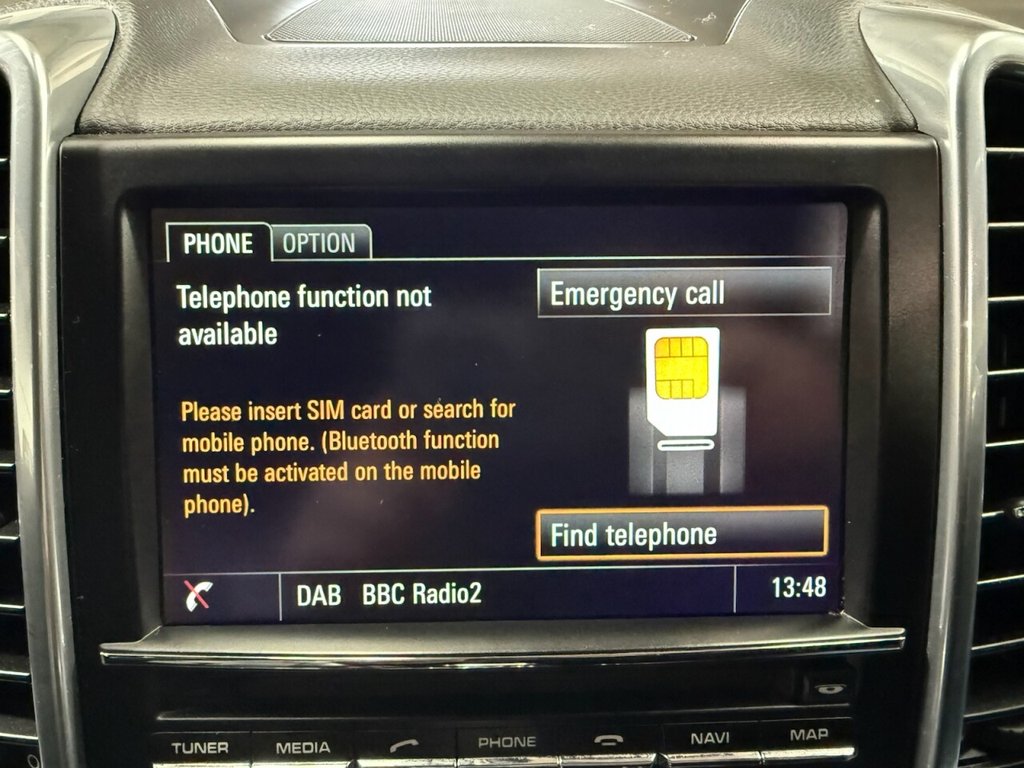 PHONE OPTION
Telephone function not
available
Emergency call
Please insert SIM card or search for
mobile phone. (Bluetooth function
must be activated on the mobile
phone).
Find telephone
DAB BBC Radio2 13:48
TUNER MEDIA PHONE NAVI MAP